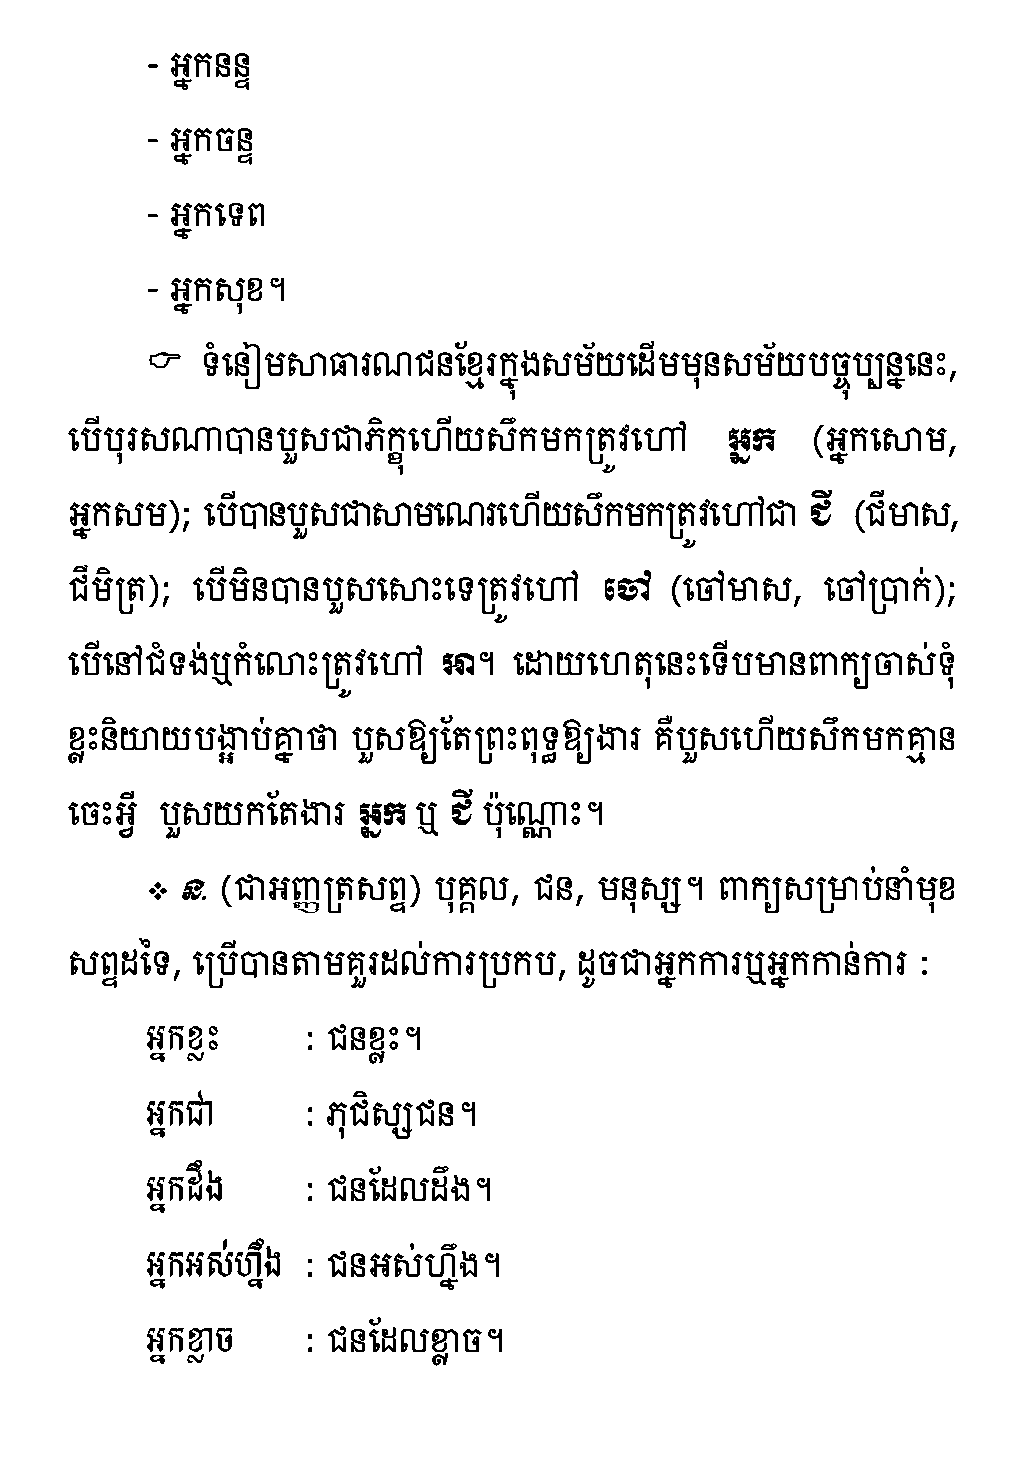 - អ្នកនន្ទ
- អ្នកចន្ទ
- អ្នកទេព
- អ្នកសុខ។
☞ ទំនៀមសាធារណជនខ្មែរក្នុងសម័យដើមមុនសម័យបច្ចុប្បន្ននេះ,
បើបុរសណាបានបួសជាភិក្ខុហើយសឹកមកត្រូវហៅ អ្នក (អ្នកសោម,
អ្នកសម); បើបានបួសជាសាមណេរហើយសឹកមកត្រូវហៅជា ជី (ជីមាស,
ជីមិត្រ); បើមិនបានបួសសោះទេត្រូវហៅ ចៅ (ចៅមាស, ចៅប្រាក់);
បើនៅជំទង់ឬកំលោះត្រូវហៅ អា។ ដោយហេតុនេះទើបមានពាក្យចាស់ទុំ
ខ្លះនិយាយបង្អាប់គ្នាថា បួសឱ្យតែព្រះពុទ្ធឱ្យងារ គឺបួសហើយសឹកមកគ្មាន
ចេះអ្វី បួសយកតែងារ អ្នក ឬ ជី ប៉ុណ្ណោះ។
❖ ន. (ជាអញ្ញត្រសព្ទ) បុគ្គល, ជន, មនុស្ស។ ពាក្យសម្រាប់នាំមុខ
សព្ទដទៃ, ប្រើបានតាមគួរដល់ការប្រកប, ដូចជាអ្នកការឬអ្នកកាន់ការ :
អ្នកខ្លះ : ជនខ្លះ។
អ្នកជា : ភុជិស្សជន។
អ្នកដឹង : ជនដែលដឹង។
អ្នកអស់ហ្នឹង : ជនអស់ហ្នឹង។
អ្នកខ្លាច : ជនដែលខ្លាច។